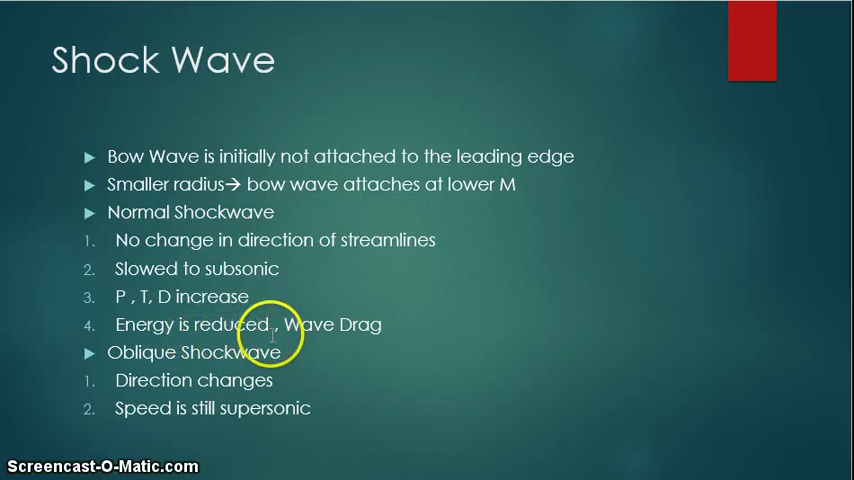 Shock Wave
▶ Bow Wave is initially not attached to the leading edge
▶ Smaller radius→ bow wave attaches at lower M
▶ Normal Shockwave
1. No change in direction of streamlines
2. Slowed to subsonic
3. P , T, D increase
4. Energy is reduced , Wave Drag
▶ Oblique Shockwave
1. Direction changes
2. Speed is still supersonic
Screencast-O-Matic.com